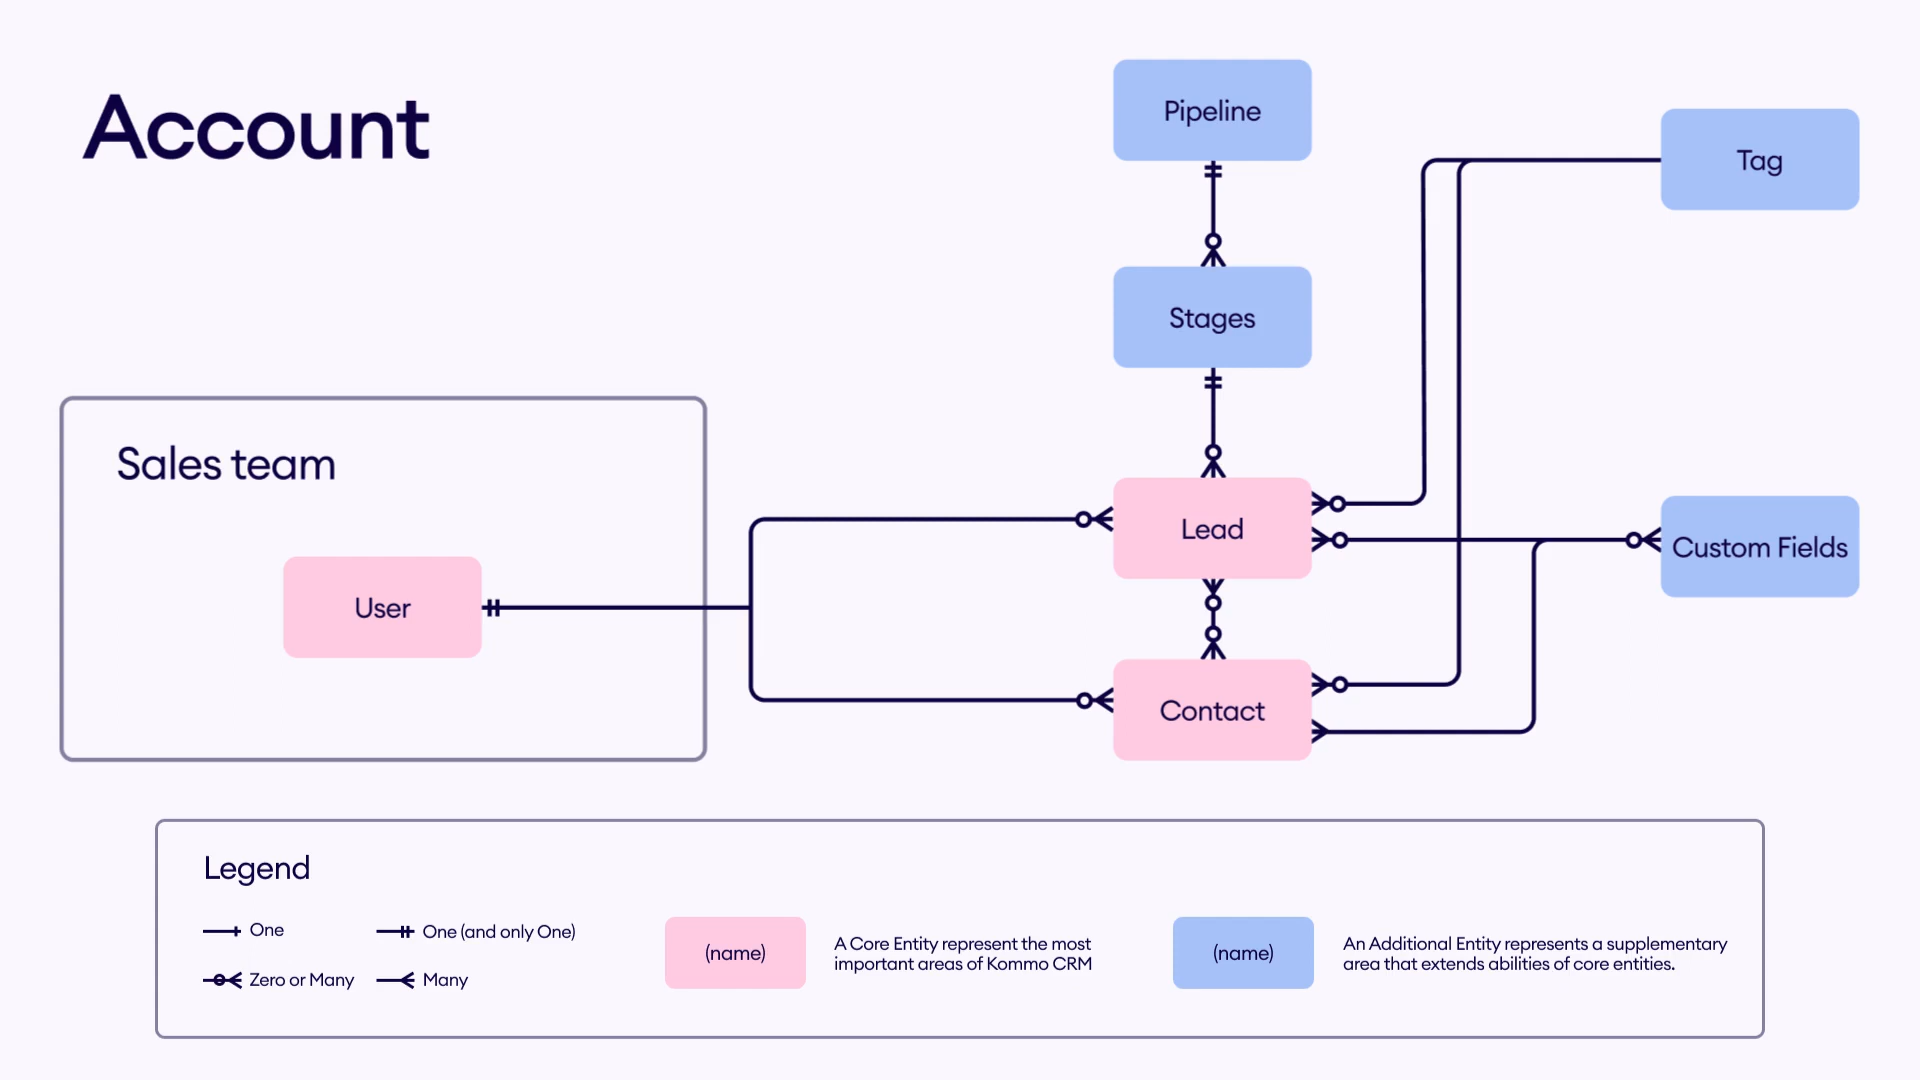 Account
Pipeline
Tag
Stages
Sales team
Lead
Custom Fields
User
Contact
Legend
One
One (and only One)
Zero or Many
Many
(name)
A Core Entity represent the most
important areas of Kommo CRM
(name)
An Additional Entity represents a supplementary
area that extends abilities of core entities.